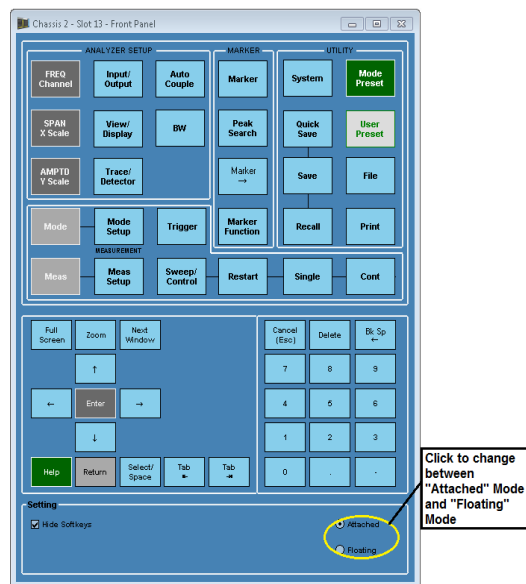 Chassis 2 - Slot 13 - Front Panel
ANALYZER SETUP
MARKER
UTILITY
FREQ
Channel
Input/
Output
Auto
Couple
Marker
System
Mode
Preset
SPAN
X Scale
View/
Display
BW
Peak
Search
Quick
Save
User
Preset
AMPTD
Y Scale
Trace/
Detector
Marker
→
Save
File
Mode
Mode
Setup
Trigger
Marker
Function
Recall
Print
MEASUREMENT
Meas
Meas
Setup
Sweep/
Control
Restart
Single
Cont
Full
Screen
Zoom
Next
Window
Cancel
(Esc)
Delete
Bk Sp
←
↑
7
8
9
←
Enter
→
4
5
6
↓
1
2
3
Help
Return
Select/
Space
Tab
⇤
Tab
⇥
0
.
-
Setting
Hide Softkeys
Attached
Floating
Click to change
between
"Attached" Mode
and "Floating"
Mode